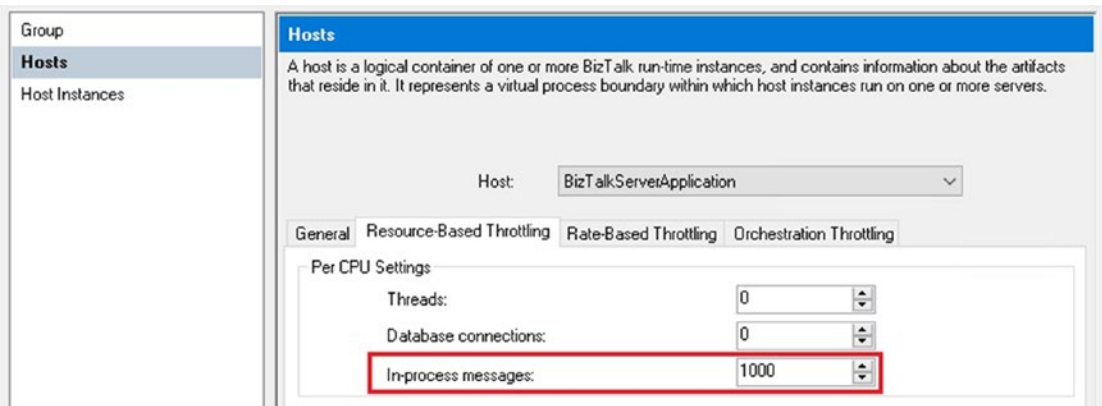 Group
Hosts
Host Instances
Hosts
A host is a logical container of one or more BizTalk run-time instances, and contains information about the artifacts
that reside in it. It represents a virtual process boundary within which host instances run on one or more servers.
Host: BizTalkServerApplication
General Resource-Based Throttling Rate-Based Throttling Orchestration Throttling
Per CPU Settings
Threads: 0
Database connections: 0
In-process messages: 1000